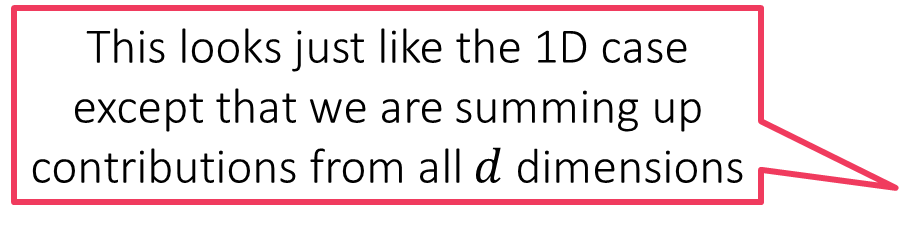 This looks just like the 1D case
except that we are summing up
contributions from all d dimensions